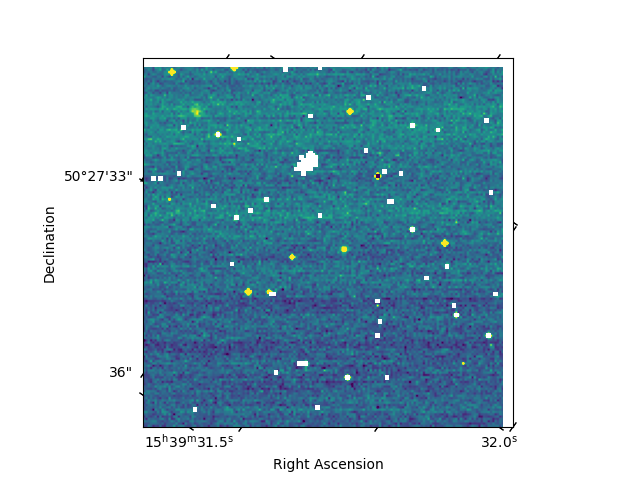 Declination
50°27'33"
36"
15ʰ39ᵐ31.5ˢ
32.0ˢ
Right Ascension